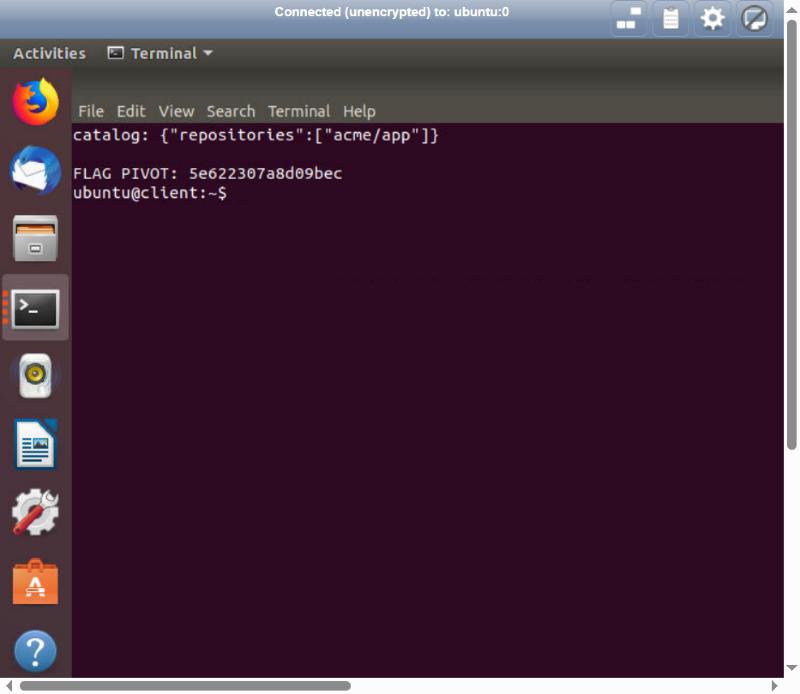 Connected (unencrypted) to: ubuntu:0
Activities Terminal
File Edit View Search Terminal Help
catalog: {"repositories":["acme/app"]}
FLAG PIVOT: 5e622307a8d09bec
ubuntu@client:~$